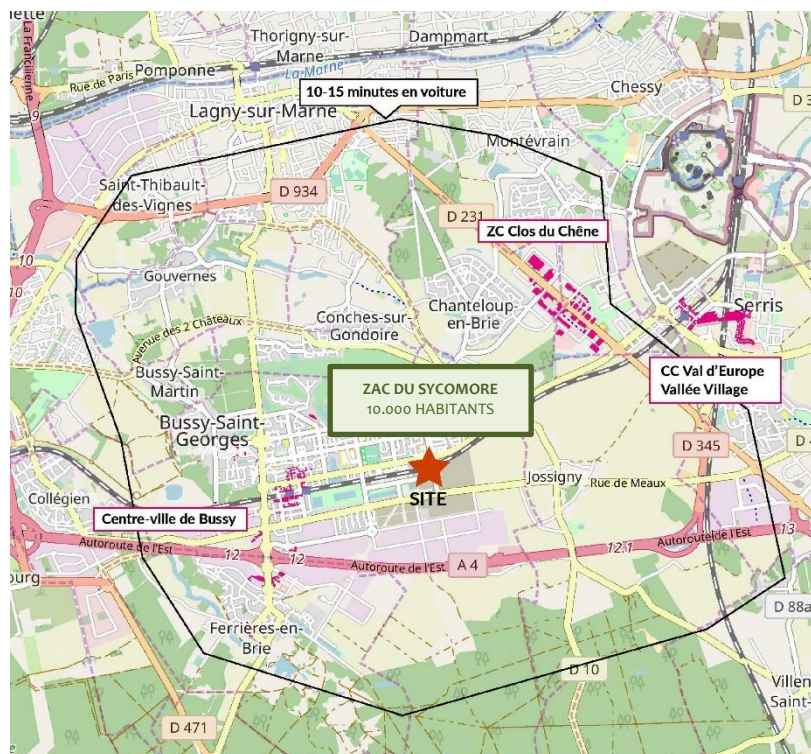 La Francilienne
Thorigny-sur-
Marne
Dampmart
La Marne
Pomponne
Rue de Paris
Chessy
9
10-15 minutes en voiture
Lagny-sur-Marne
Montévrain
Saint-Thibault-
des-Vignes
D 934
D 231
ZC Clos du Chêne
Gouvernes
10
Conches-sur-
Gondoire
Chanteloup-
en-Brie
Serris
Avenue des 2 Châteaux
Bussy-Saint-
Martin
ZAC DU SYCOMORE
10.000 HABITANTS
CC Val d’Europe
Vallée Village
Bussy-Saint-
Georges
D 345
Collégien
SITE
Jossigny
Rue de Meaux
Centre-ville de Bussy
Autoroute de l'Est
12
12
Autoroute de l'Est
A 4
12.1
Autoroute de l'Est
13
bourg
D 88a
Ferrières-en-
Brie
D 10
Villen
Saint-
D 471